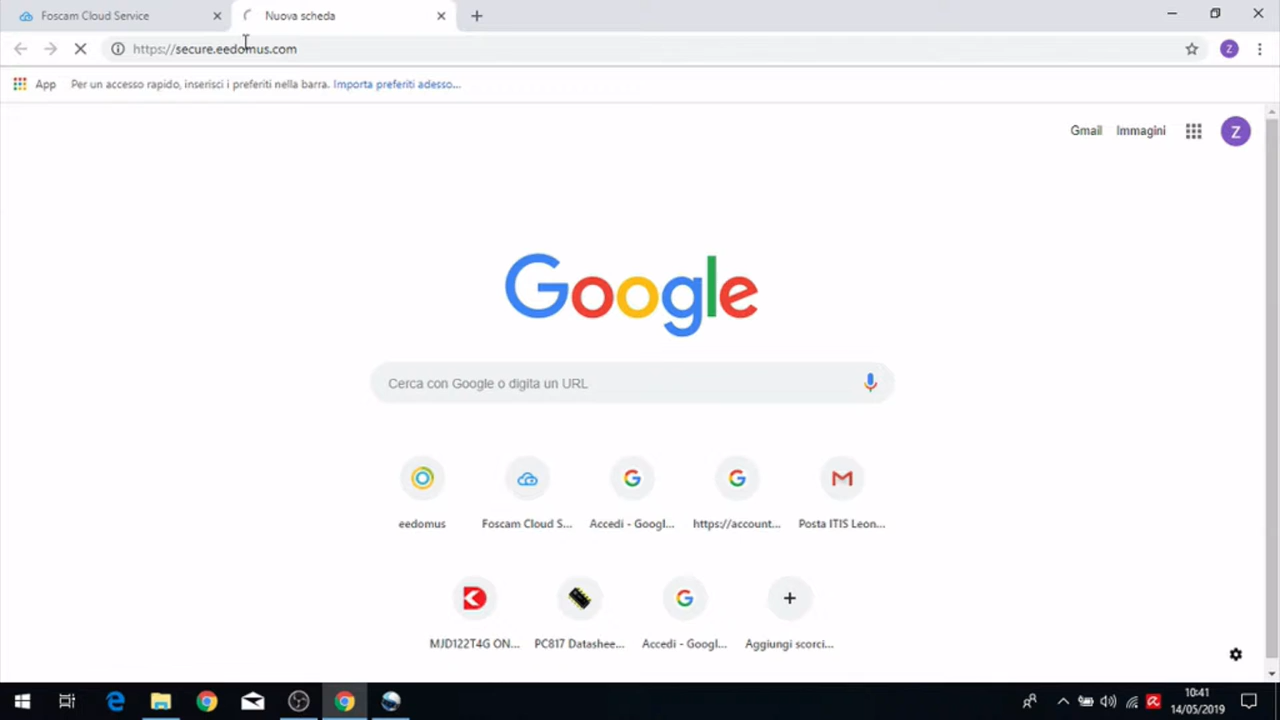 Foscam Cloud Service
Nuova scheda
https://secure.eedomus.com
Z
App
Per un accesso rapido, inserisci i preferiti nella barra. Importa preferiti adesso...
Gmail
Immagini
Z
Google
Cerca con Google o digita un URL
eedomus
Foscam Cloud S...
Accedi - Googl...
https://account...
Posta ITIS Leon...
MJD122T4G ON...
PC817 Datashee...
Accedi - Googl...
Aggiungi scorci...
10:41
14/05/2019